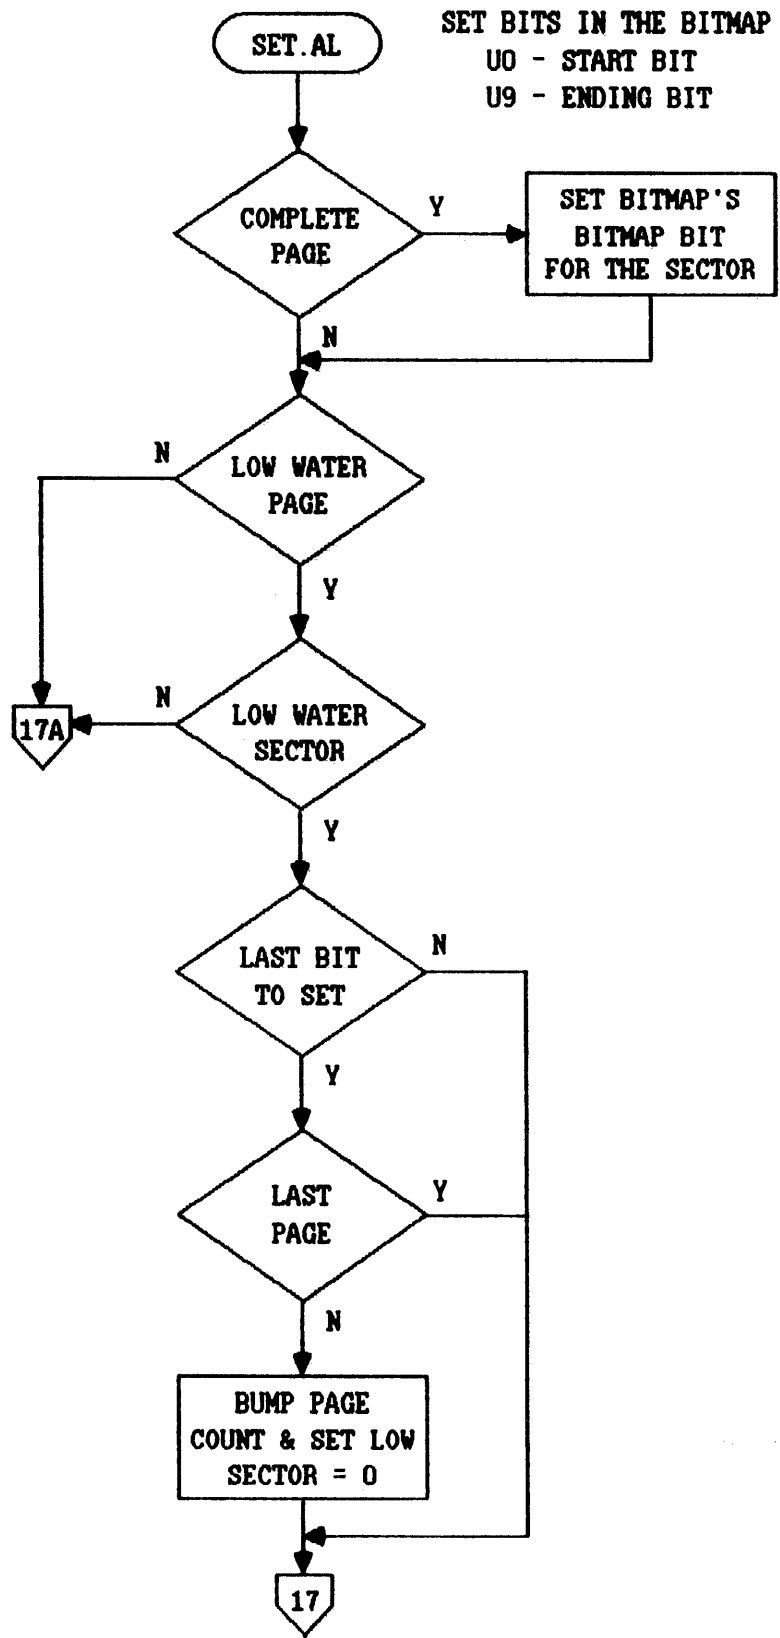 SET.AL
SET BITS IN THE BITMAP
U0 - START BIT
U9 - ENDING BIT
COMPLETE
PAGE
Y
SET BITMAP'S
BITMAP BIT
FOR THE SECTOR
N
N
LOW WATER
PAGE
Y
N
LOW WATER
SECTOR
17A
Y
LAST BIT
TO SET
N
Y
LAST
PAGE
Y
N
BUMP PAGE
COUNT & SET LOW
SECTOR = 0
17